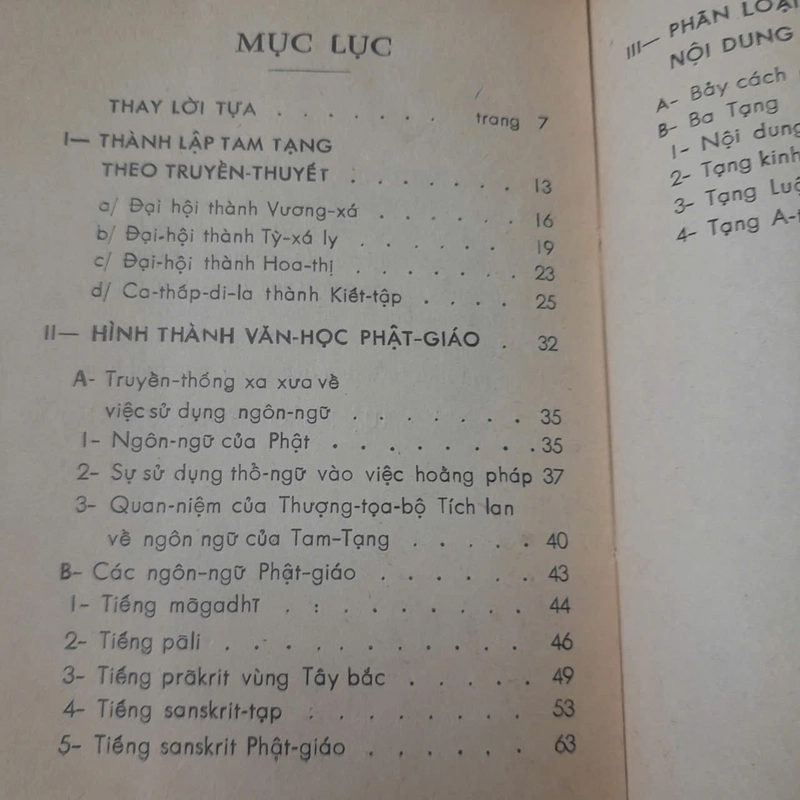 MỤC LỤC
THAY LỜI TỰA . . . . . . . trang 7
I— THÀNH LẬP TAM TẠNG
THEO TRUYỀN-THUYẾT . . . . . . . 13
a/ Đại hội thành Vương-xá . . . . . 16
b/ Đại-hội thành Tỳ-xá ly . . . . . . 19
c/ Đại-hội thành Hoa-thị . . . . . . 23
d/ Ca-thấp-di-la thành Kiết-tập . . . . 25
II— HÌNH THÀNH VĂN-HỌC PHẬT-GIÁO . 32
A- Truyền-thống xa xưa về
việc sử dụng ngôn-ngữ . . . . . . . 35
1- Ngôn-ngữ của Phật . . . . . . . 35
2- Sự sử dụng thổ-ngữ vào việc hoằng pháp 37
3- Quan-niệm của Thượng-tọa-bộ Tích lan
về ngôn ngữ của Tam-Tạng . . . . . 40
B- Các ngôn-ngữ Phật-giáo . . . . . . 43
1- Tiếng māgadhī . : . . . . . . 44
2- Tiếng pāli . . . . . . . . . . 46
3- Tiếng prākrit vùng Tây bắc . . . . . 49
4- Tiếng sanskrit-tạp . . . . . . . . 53
5- Tiếng sanskrit Phật-giáo . . . . . . 63
III— PHÂN LOẠI
NỘI DUNG
A- Bảy cách
B- Ba Tạng
1- Nội dung
2- Tạng kinh
3- Tạng Luậ
4- Tạng A-t